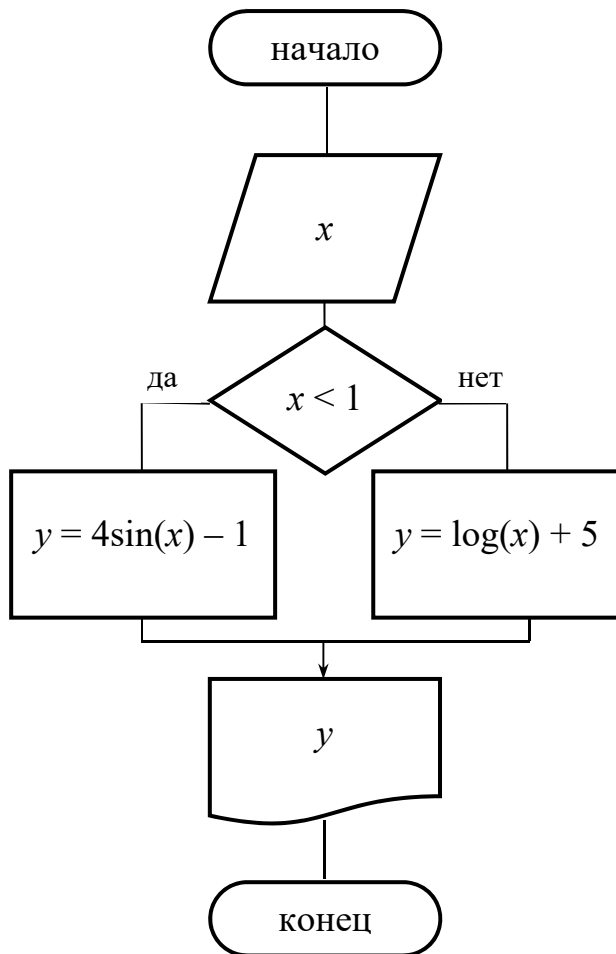 начало
x
да
нет
x < 1
y = 4sin(x) – 1
y = log(x) + 5
y
конец